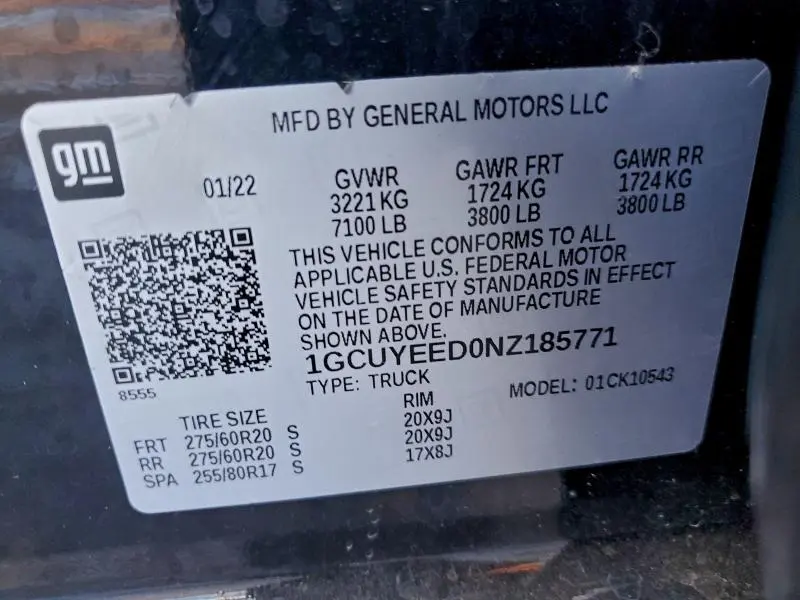 MFD BY GENERAL MOTORS LLC
gm
01/22
GVWR GAWR FRT GAWR RR
3221 KG 1724 KG 1724 KG
7100 LB 3800 LB 3800 LB
THIS VEHICLE CONFORMS TO ALL
APPLICABLE U.S. FEDERAL MOTOR
VEHICLE SAFETY STANDARDS IN EFFECT
ON THE DATE OF MANUFACTURE
SHOWN ABOVE.
1GCUYEED0NZ185771
8555
TYPE: TRUCK MODEL: 01CK10543
TIRE SIZE RIM
FRT 275/60R20 S 20X9J
RR 275/60R20 S 20X9J
SPA 255/80R17 S 17X8J